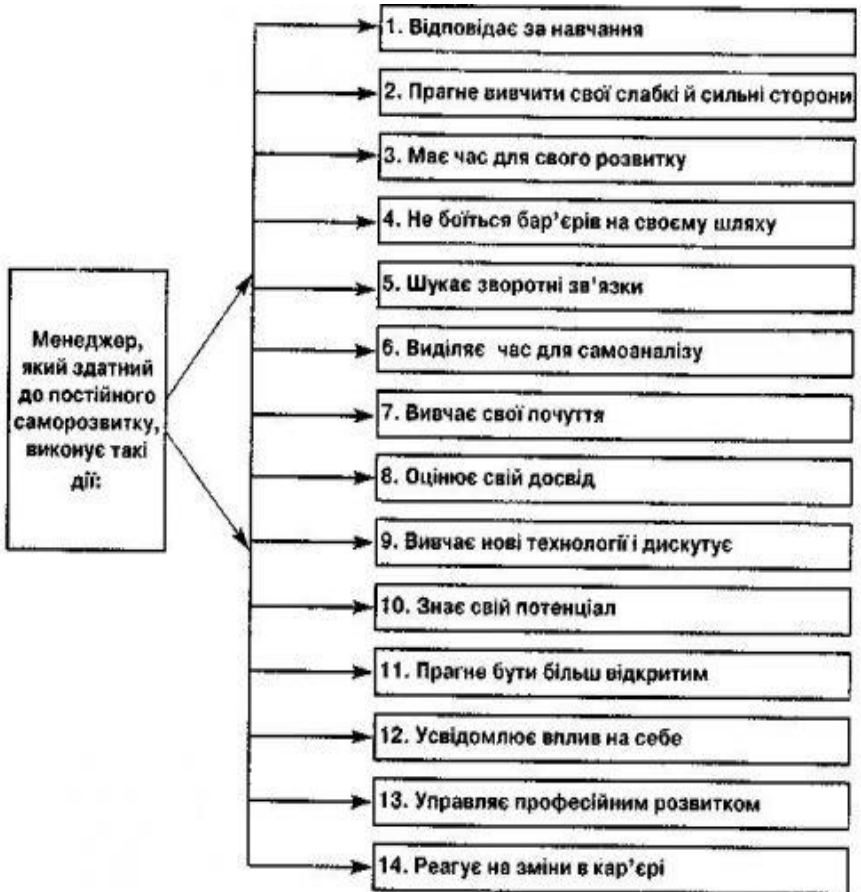 Менеджер,
який здатний
до постійного
саморозвитку,
виконує такі
дії:
1. Відповідає за навчання
2. Прагне вивчити свої слабкі й сильні сторони
3. Має час для свого розвитку
4. Не боїться бар’єрів на своєму шляху
5. Шукає зворотні зв’язки
6. Виділяє час для самоаналізу
7. Вивчає свої почуття
8. Оцінює свій досвід
9. Вивчає нові технології і дискутує
10. Знає свій потенціал
11. Прагне бути більш відкритим
12. Усвідомлює вплив на себе
13. Управляє професійним розвитком
14. Реагує на зміни в кар’єрі